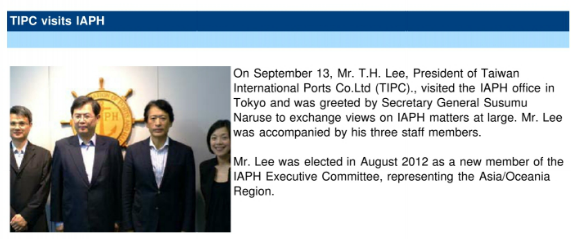 TIPC visits IAPH
On September 13, Mr. T.H. Lee, President of Taiwan
International Ports Co.Ltd (TIPC)., visited the IAPH office in
Tokyo and was greeted by Secretary General Susumu
Naruse to exchange views on IAPH matters at large. Mr. Lee
was accompanied by his three staff members.
Mr. Lee was elected in August 2012 as a new member of the
IAPH Executive Committee, representing the Asia/Oceania
Region.